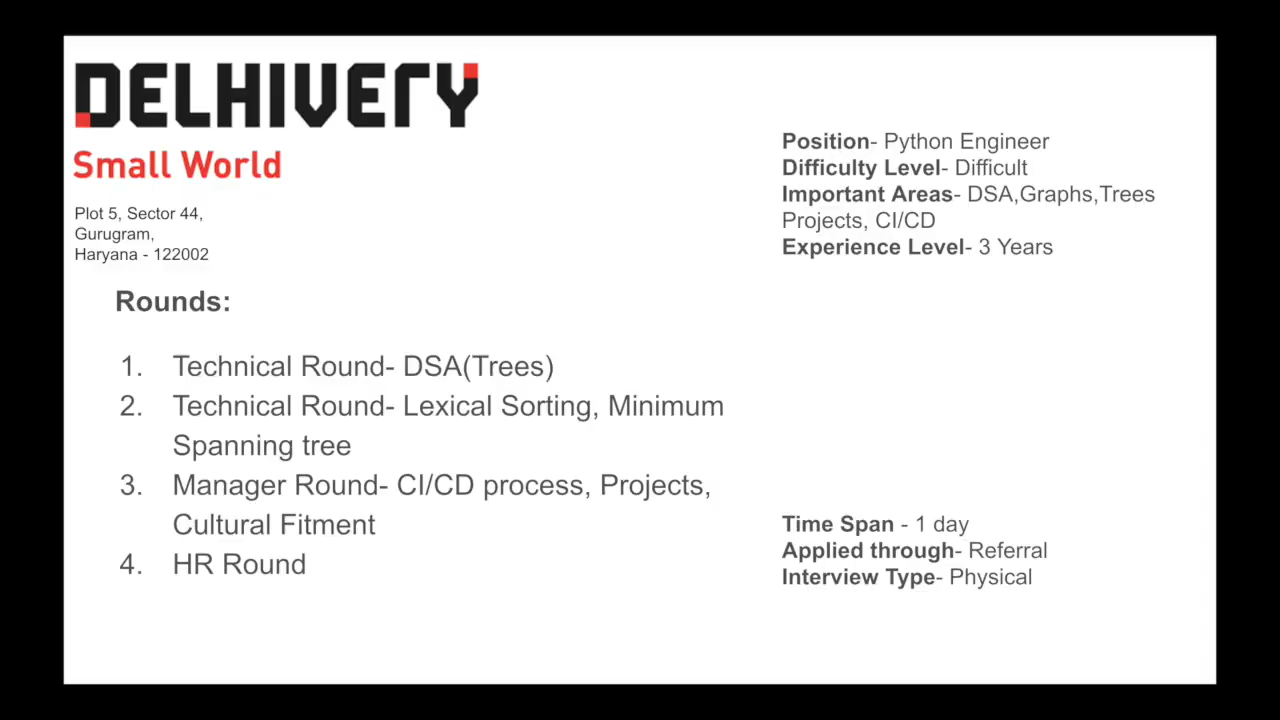 DELHIVERY
Small World
Plot 5, Sector 44,
Gurugram,
Haryana - 122002
Position- Python Engineer
Difficulty Level- Difficult
Important Areas- DSA,Graphs,Trees
Projects, CI/CD
Experience Level- 3 Years
Rounds:
1. Technical Round- DSA(Trees)
2. Technical Round- Lexical Sorting, Minimum
Spanning tree
3. Manager Round- CI/CD process, Projects,
Cultural Fitment
4. HR Round
Time Span - 1 day
Applied through- Referral
Interview Type- Physical